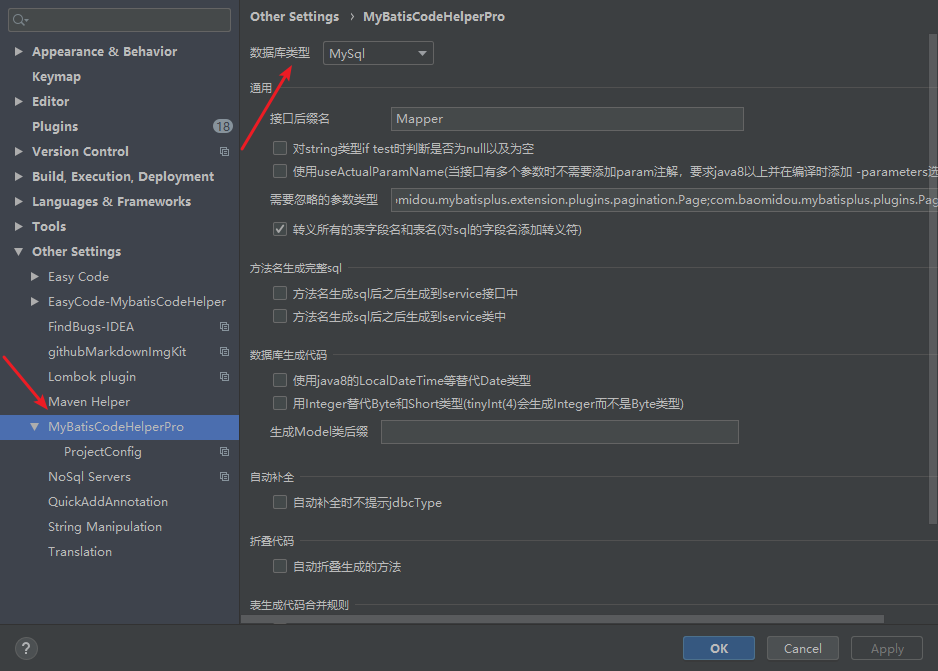 Appearance & Behavior
Keymap
Editor
Plugins
18
Version Control
Build, Execution, Deployment
Languages & Frameworks
Tools
Other Settings
Easy Code
EasyCode-MybatisCodeHelper
FindBugs-IDEA
githubMarkdownImgKit
Lombok plugin
Maven Helper
MyBatisCodeHelperPro
ProjectConfig
NoSql Servers
QuickAddAnnotation
String Manipulation
Translation
Other Settings › MyBatisCodeHelperPro
数据库类型 MySql
通用
接口后缀名 Mapper
对string类型if test时判断是否为null以及为空
使用useActualParamName(当接口有多个参数时不需要添加param注解，要求java8以上并在编译时添加 -parameters选
需要忽略的参数类型 omidou.mybatisplus.extension.plugins.pagination.Page;com.baomidou.mybatisplus.plugins.Pag
转义所有的表字段名和表名(对sql的字段名添加转义符)
方法名生成完整sql
方法名生成sql后之后生成到service接口中
方法名生成sql后之后生成到service类中
数据库生成代码
使用java8的LocalDateTime等替代Date类型
用Integer替代Byte和Short类型(tinyInt(4)会生成Integer而不是Byte类型)
生成Model类后缀
自动补全
自动补全时不提示jdbcType
折叠代码
自动折叠生成的方法
表生成代码合并规则
?
OK
Cancel
Apply